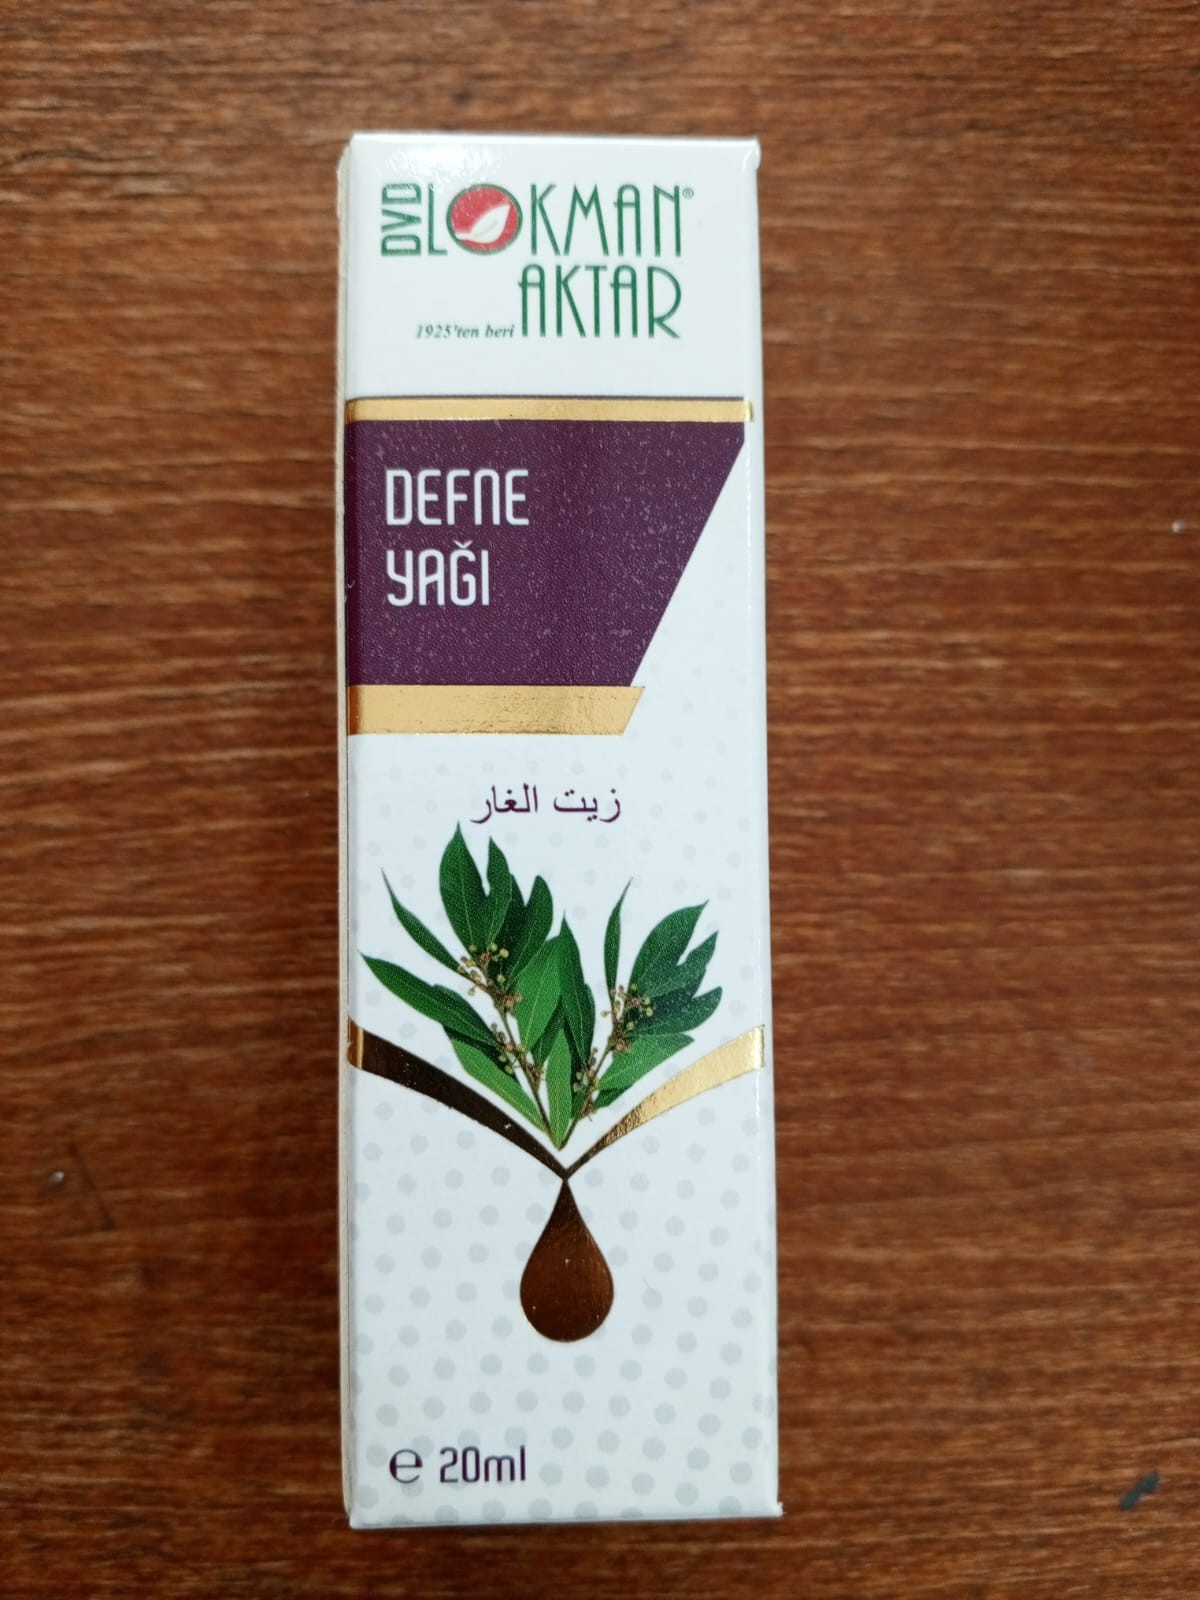 DVD LOKMAN®
AKTAR
1925'ten beri
DEFNE
YAĞI
زيت الغار
℮ 20ml